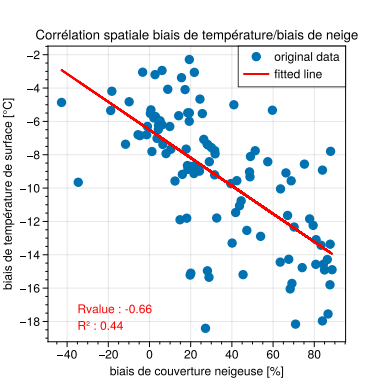 Corrélation spatiale biais de température/biais de neige
original data
fitted line
biais de température de surface [°C]
−2
−4
−6
−8
−10
−12
−14
−16
−18
Rvalue : -0.66
R² : 0.44
−40 −20 0 20 40 60 80
biais de couverture neigeuse [%]